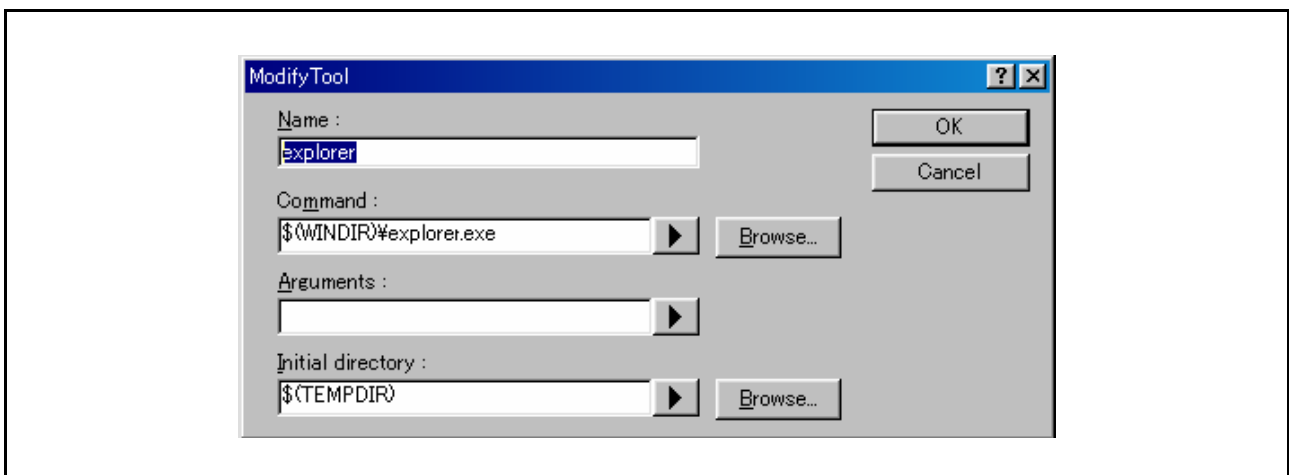 ModifyTool
Name :
explorer
OK
Cancel
Command :
$(WINDIR)¥explorer.exe
Browse...
Arguments :
Initial directory :
$(TEMPDIR)
Browse...